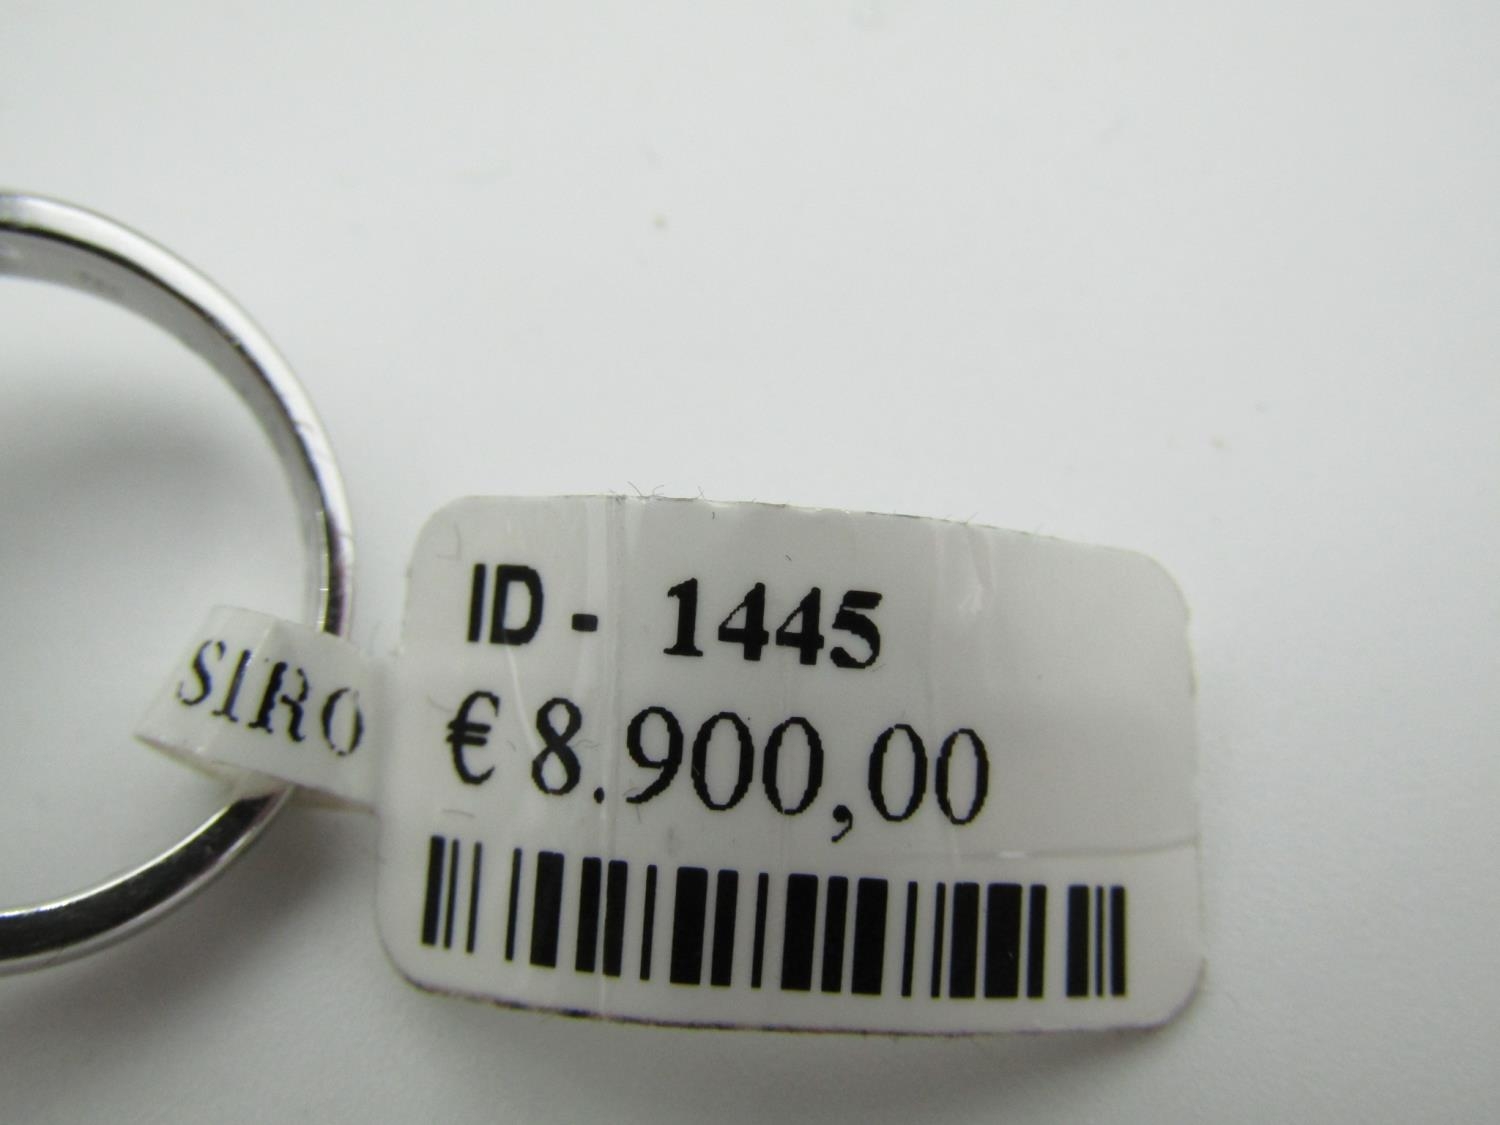 SIRO
ID - 1445
€ 8.900,00